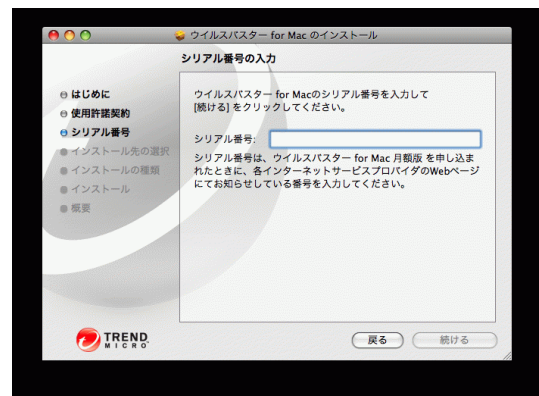 ウイルスバスター for Mac のインストール
シリアル番号の入力
はじめに
使用許諾契約
シリアル番号
インストール先の選択
インストールの種類
インストール
概要
ウイルスバスター for Macのシリアル番号を入力して
[続ける] をクリックしてください。
シリアル番号:
シリアル番号は、ウイルスバスター for Mac 月額版 を申し込ま
れたときに、各インターネットサービスプロバイダのWebページ
にてお知らせしている番号を入力してください。
TREND
MICRO
戻る
続ける